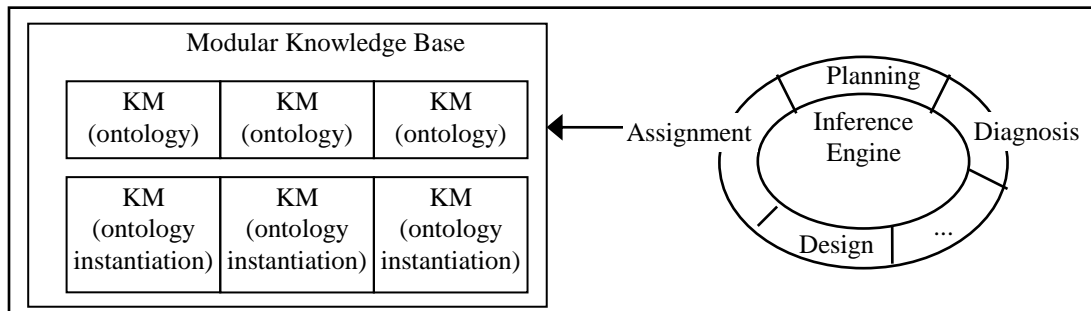 Modular Knowledge Base
KM
(ontology)
KM
(ontology)
KM
(ontology)
KM
(ontology
instantiation)
KM
(ontology
instantiation)
KM
(ontology
instantiation)
Planning
Assignment
Inference
Engine
Diagnosis
Design
...